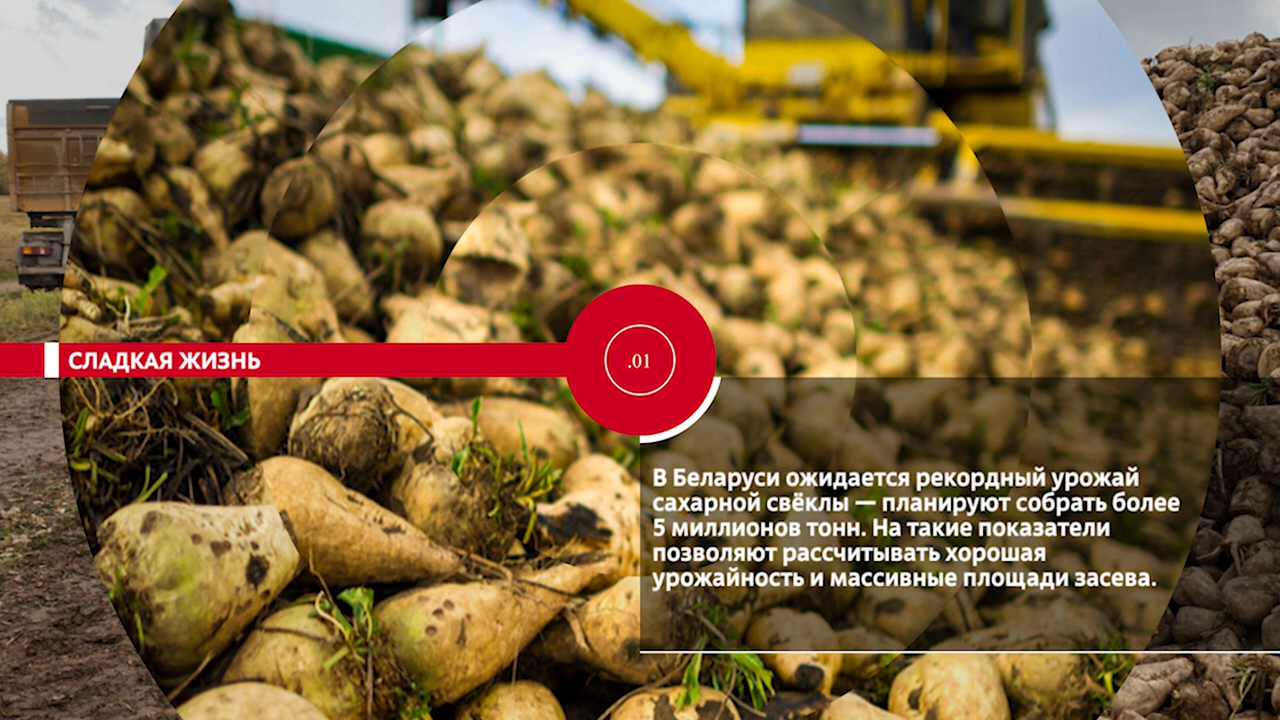 СЛАДКАЯ ЖИЗНЬ
.01
В Беларуси ожидается рекордный урожай
сахарной свёклы — планируют собрать более
5 миллионов тонн. На такие показатели
позволяют рассчитывать хорошая
урожайность и массивные площади засева.